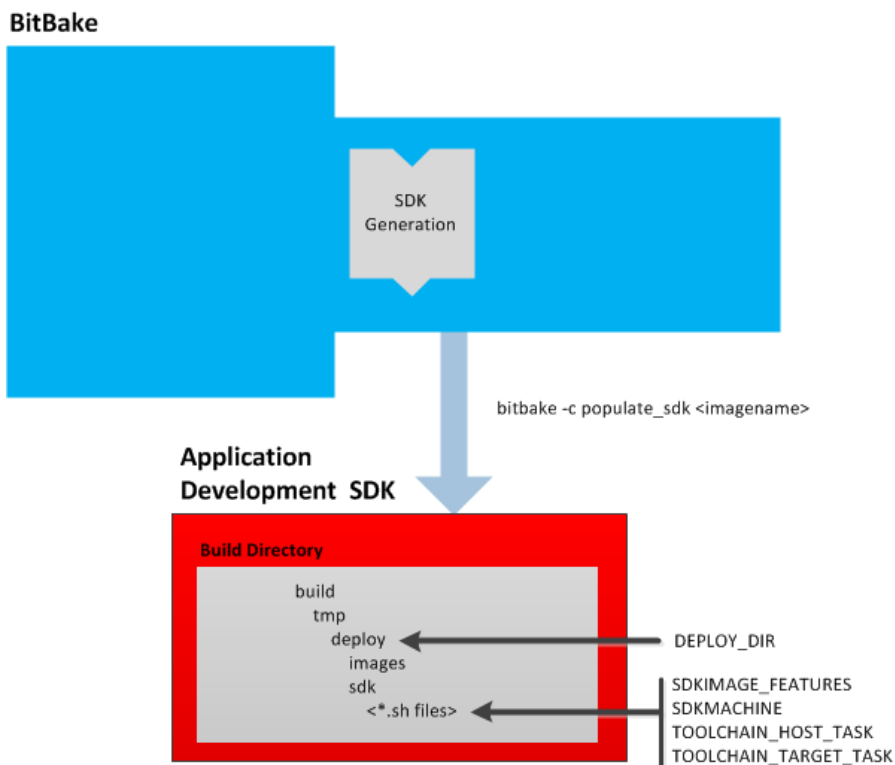 BitBake
SDK
Generation
bitbake -c populate_sdk <imagename>
Application
Development SDK
Build Directory
build
tmp
deploy
images
sdk
<*.sh files>
DEPLOY_DIR
SDKIMAGE_FEATURES
SDKMACHINE
TOOLCHAIN_HOST_TASK
TOOLCHAIN_TARGET_TASK